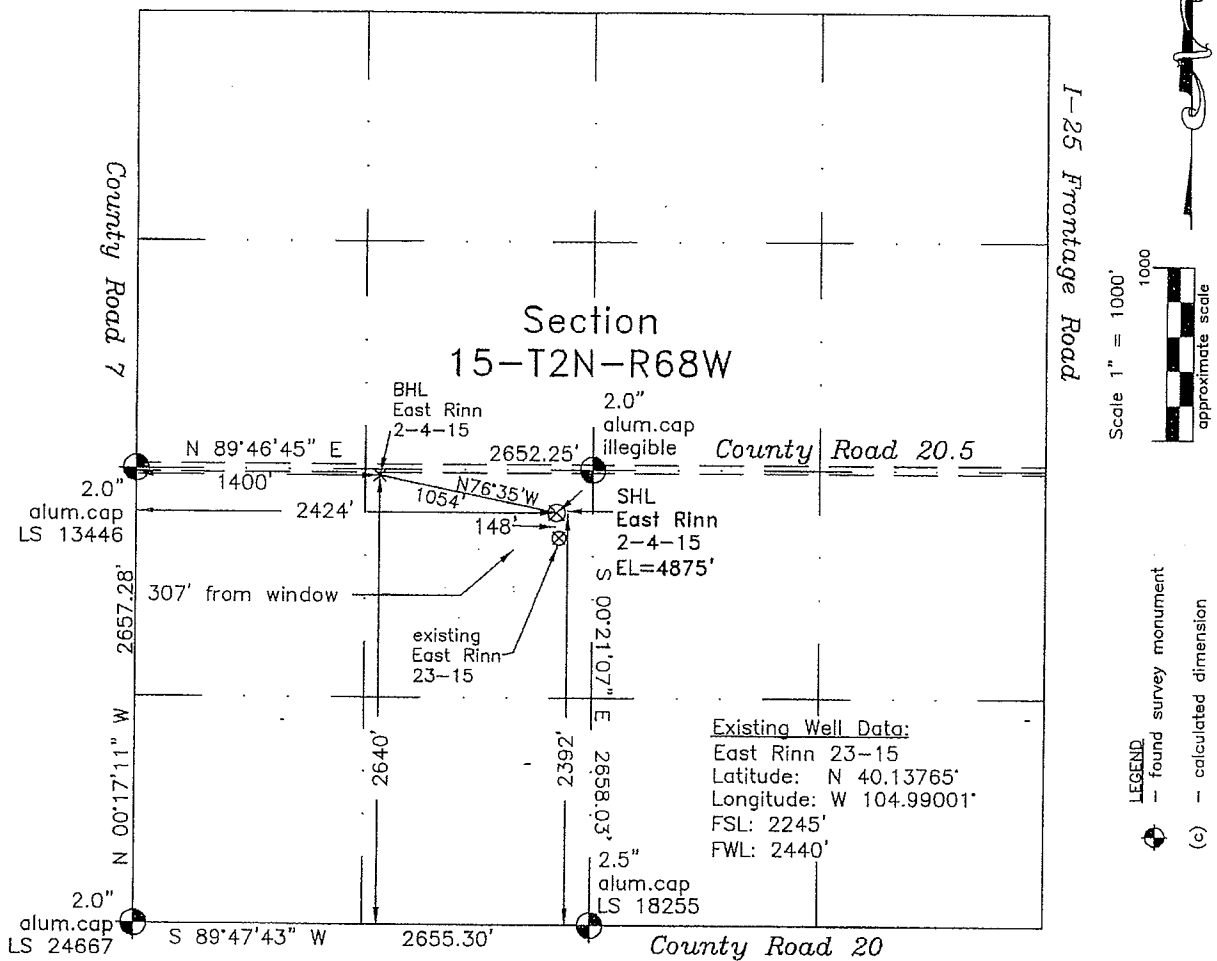 I-25 Frontage Road
County Road 7
Scale 1" = 1000'
1000
approximate scale
Section
15-T2N-R68W
BHL
East Rinn
2-4-15
2.0"
alum.cap
illegible
N 89°46'45" E
2652.25'
County Road 20.5
1400'
N76°35'W
1054'
2.0"
alum.cap
LS 13446
2424'
148'
SHL
East Rinn
2-4-15
EL=4875'
307' from window
2657.28'
existing
East Rinn
23-15
S 00°21'07" E 2658.03'
N 00°17'11" W
2640'
2392'
Existing Well Data:
East Rinn 23-15
Latitude: N 40.13765°
Longitude: W 104.99001°
FSL: 2245'
FWL: 2440'
LEGEND
- found survey monument
(c) - calculated dimension
2.5"
alum.cap
LS 18255
2.0"
alum.cap
LS 24667
S 89°47'43" W
2655.30'
County Road 20